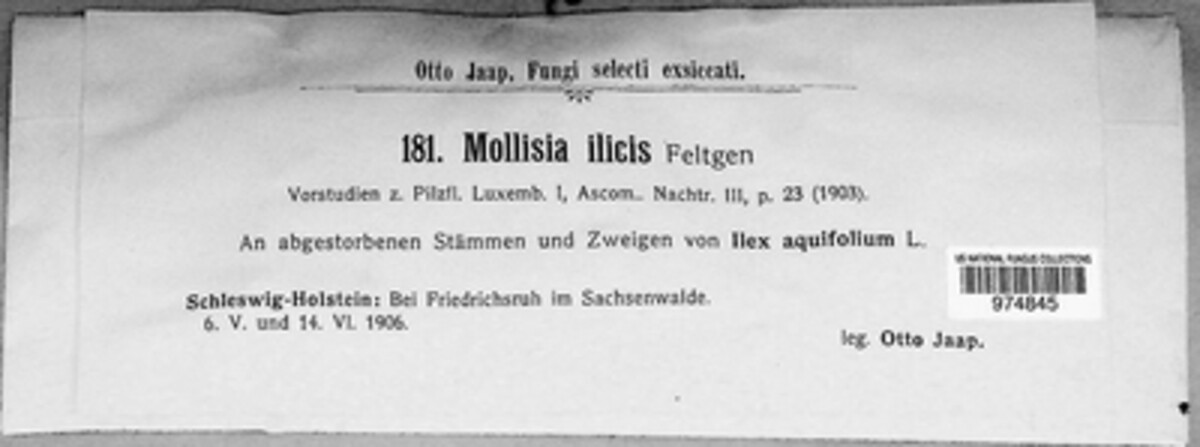 Otto Jaap, Fungi selecti exsiccati.
181. Mollisia ilicis Feltgen
Vorstudien z. Pilzfl. Luxemb. I, Ascom.. Nachtr. III, p. 23 (1903).
An abgestorbenen Stämmen und Zweigen von Ilex aquifolium L.
Schleswig-Holstein: Bei Friedrichsruh im Sachsenwalde.
6. V. und 14. VI. 1906.
leg. Otto Jaap.
US NATIONAL FUNGUS COLLECTIONS
974845